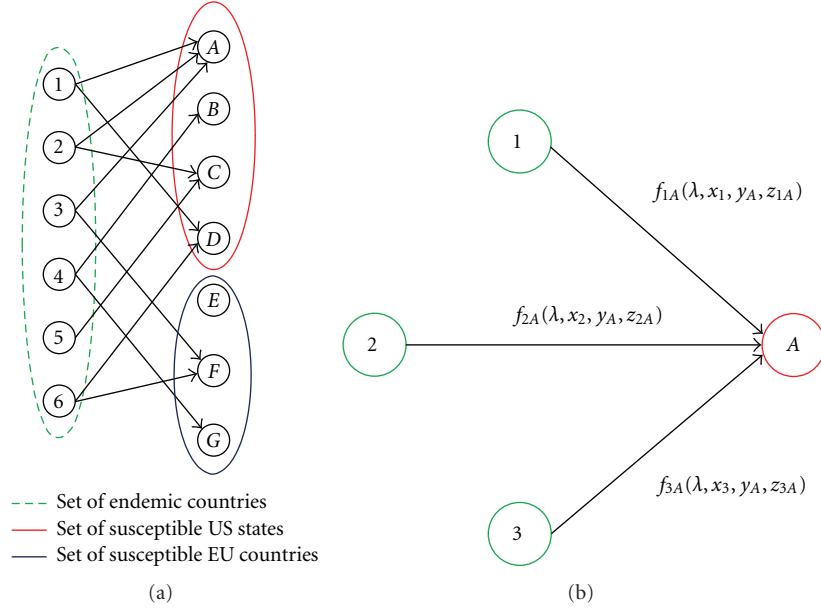 1
2
3
4
5
6
A
B
C
D
E
F
G
Set of endemic countries
Set of susceptible US states
Set of susceptible EU countries
(a)
1
2
3
A
f1A(λ, x1, yA, z1A)
f2A(λ, x2, yA, z2A)
f3A(λ, x3, yA, z3A)
(b)